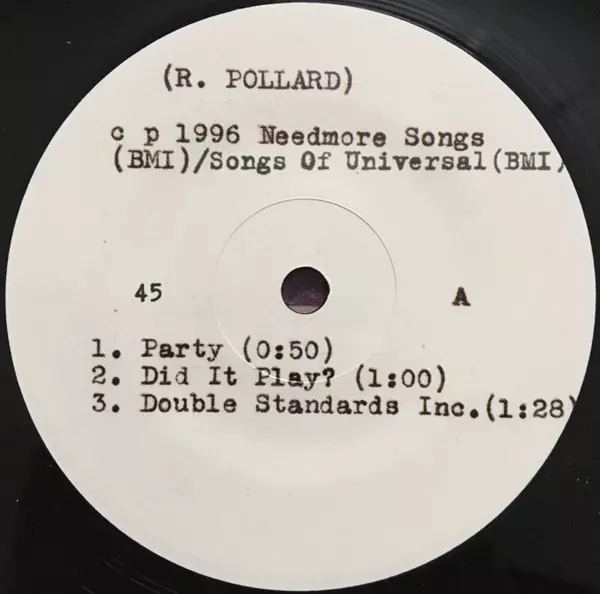 (R. POLLARD)
c p 1996 Needmore Songs
(BMI)/Songs Of Universal(BMI)
45
A
1. Party (0:50)
2. Did It Play? (1:00)
3. Double Standards Inc.(1:28)